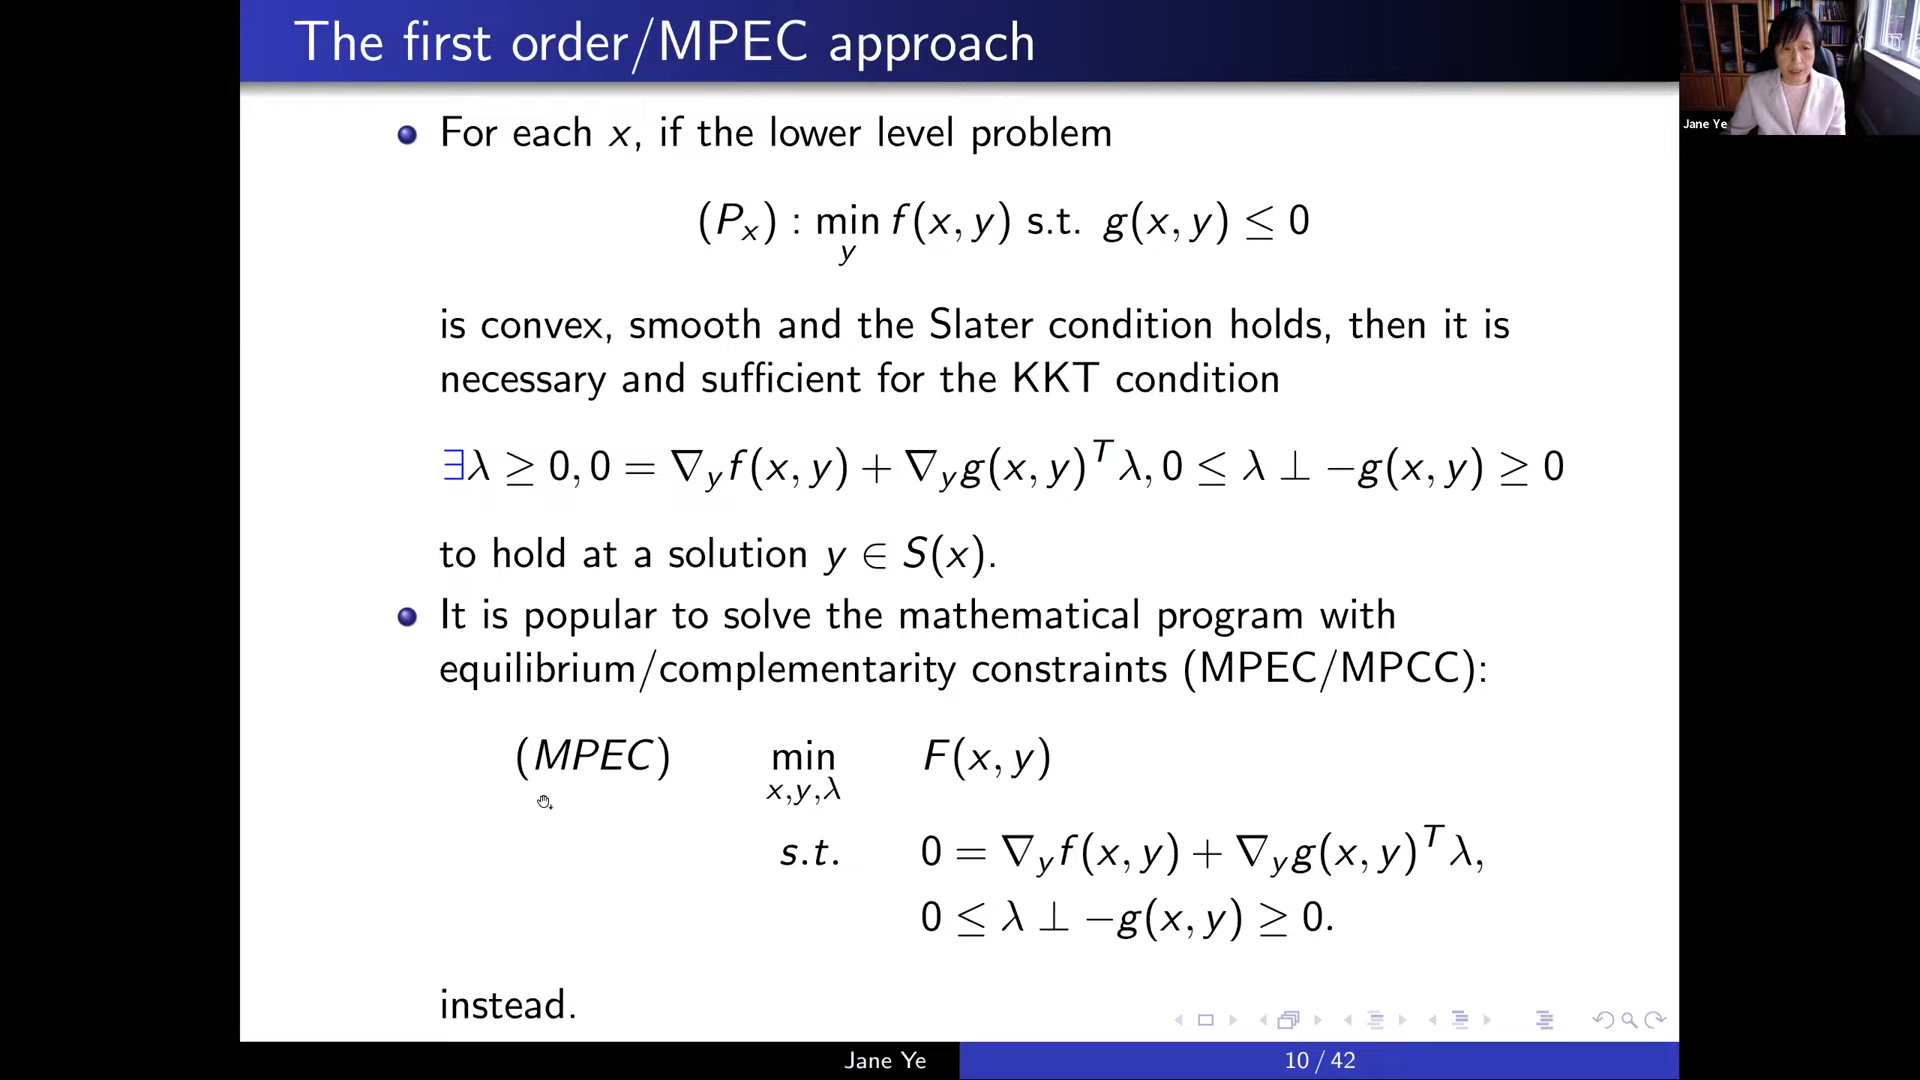 The first order/MPEC approach
Jane Ye
For each x, if the lower level problem
(Pₓ) : min f(x, y) s.t. g(x, y) ≤ 0
y
is convex, smooth and the Slater condition holds, then it is
necessary and sufficient for the KKT condition
∃λ ≥ 0, 0 = ∇_y f(x, y) + ∇_y g(x, y)^T λ, 0 ≤ λ ⊥ −g(x, y) ≥ 0
to hold at a solution y ∈ S(x).
It is popular to solve the mathematical program with
equilibrium/complementarity constraints (MPEC/MPCC):
(MPEC) min F(x, y)
x,y,λ
s.t. 0 = ∇_y f(x, y) + ∇_y g(x, y)^T λ,
0 ≤ λ ⊥ −g(x, y) ≥ 0.
instead.
Jane Ye 10 / 42